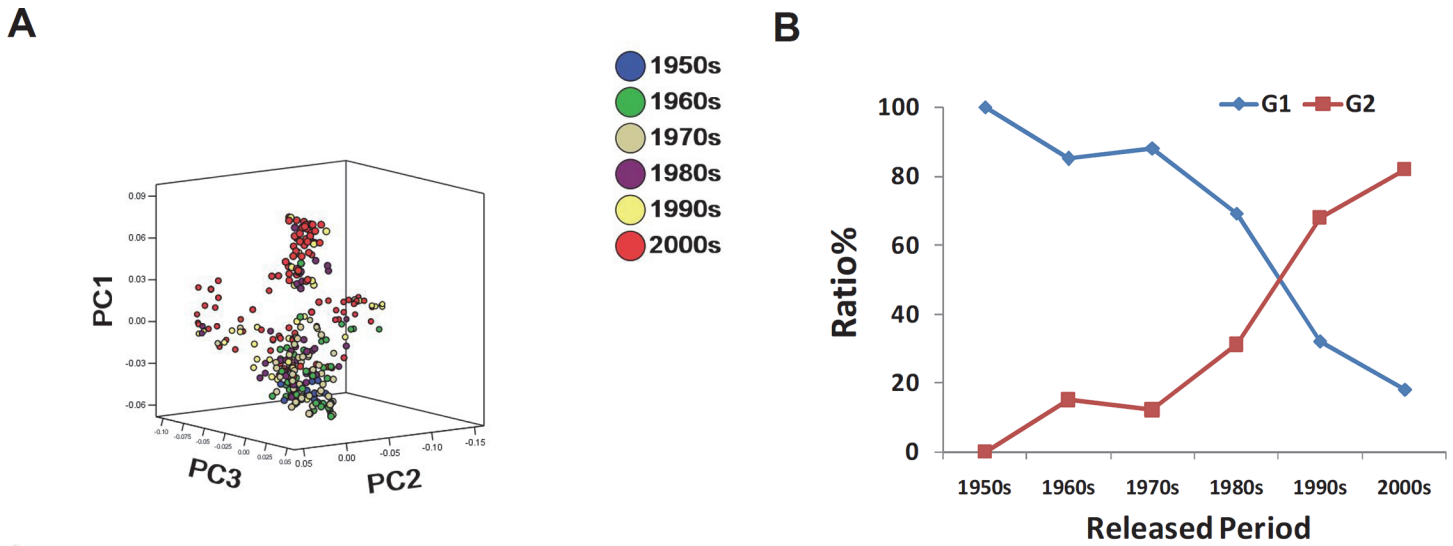 A
1950s
1960s
1970s
1980s
1990s
2000s
0.09
0.06
0.03
0.00
-0.03
-0.06
PC1
-0.10
-0.075
-0.05
-0.025
0.00
0.025
0.05
PC3
0.05
0.00
-0.05
-0.10
-0.15
PC2
B
G1 G2
100
80
60
40
20
0
Ratio%
1950s 1960s 1970s 1980s 1990s 2000s
Released Period